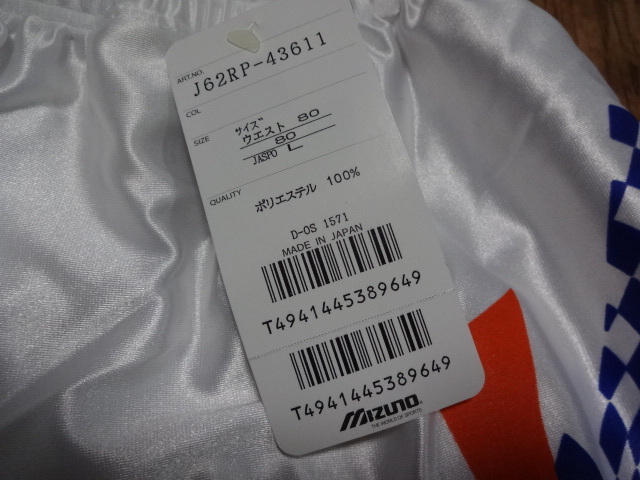 ART.NO. J62RP-43611
COL
SIZE サイズ
ウエスト 80
80
JASPO L
QUALITY ポリエステル 100%
D-OS 1571
MADE IN JAPAN
T4941445389649
T4941445389649
MIZUNO
THE WORLD OF SPORTS